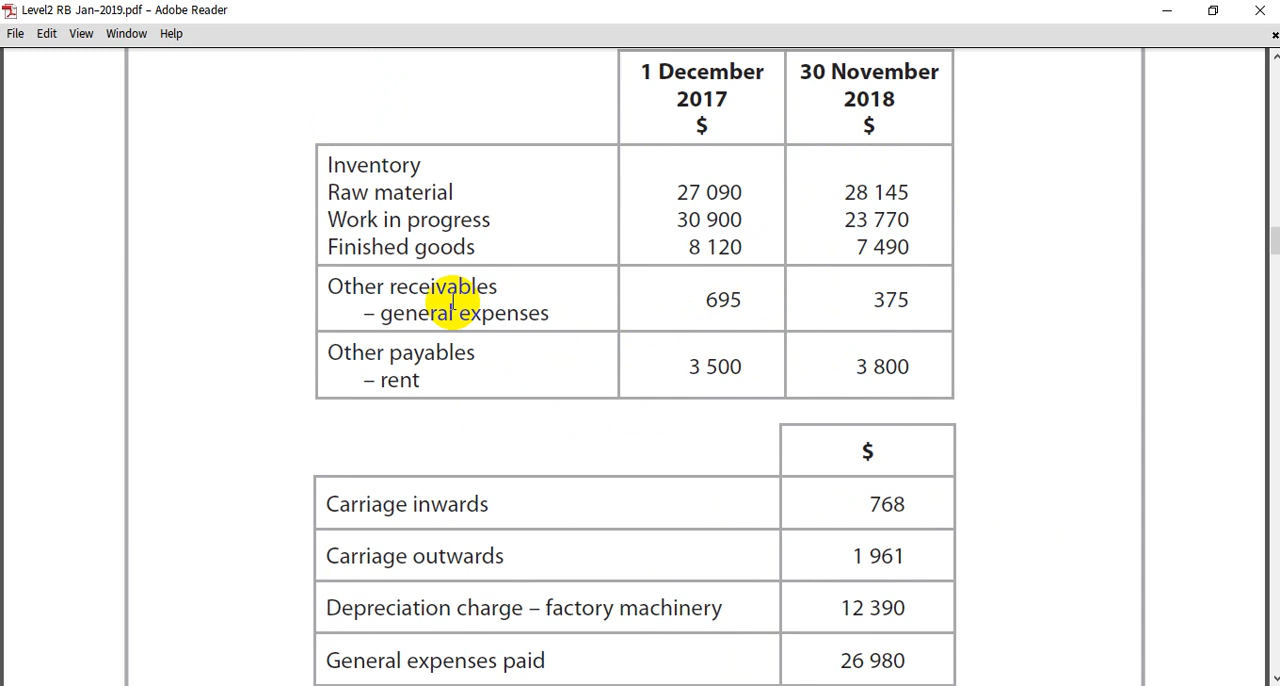 Level2 RB Jan-2019.pdf - Adobe Reader
File Edit View Window Help
1 December 2017 $
30 November 2018 $
Inventory
Raw material 27 090 28 145
Work in progress 30 900 23 770
Finished goods 8 120 7 490
Other receivables
– general expenses 695 375
Other payables
– rent 3 500 3 800
$
Carriage inwards 768
Carriage outwards 1 961
Depreciation charge – factory machinery 12 390
General expenses paid 26 980